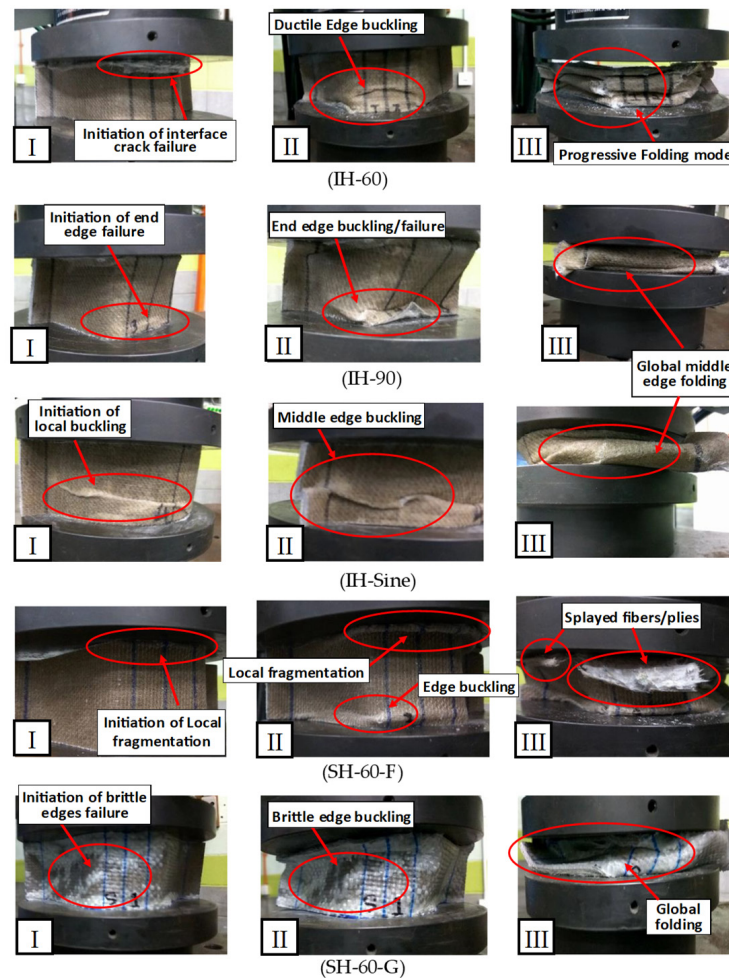 Ductile Edge buckling
Initiation of interface
crack failure
Progressive Folding mode
I
II
III
(IH-60)
Initiation of end
edge failure
End edge buckling/failure
I
II
III
(IH-90)
Global middle
edge folding
Initiation of
local buckling
Middle edge buckling
I
II
III
(IH-Sine)
Splayed fibers/plies
Local fragmentation
Edge buckling
Initiation of Local
fragmentation
I
II
III
(SH-60-F)
Initiation of brittle
edges failure
Brittle edge buckling
Global
folding
I
II
III
(SH-60-G)